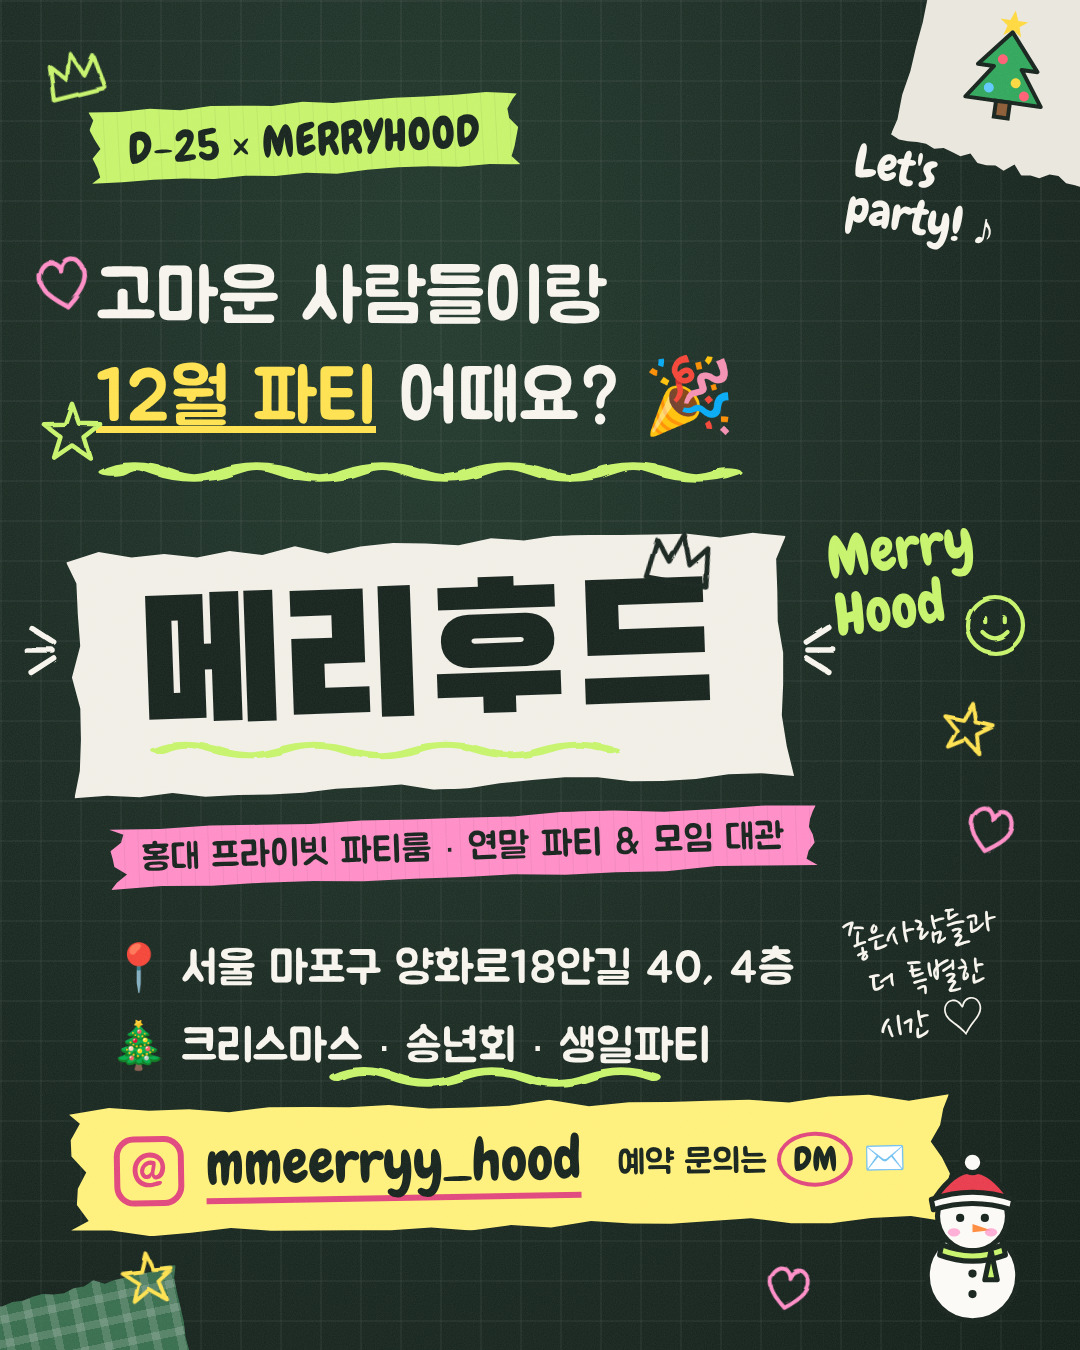 D-25 × MERRYHOOD
Let's
party! ♪
고마운 사람들이랑
12월 파티 어때요? 🎉
메리후드
Merry
Hood
홍대 프라이빗 파티룸 · 연말 파티 & 모임 대관
📍 서울 마포구 양화로18안길 40, 4층
🎄 크리스마스 · 송년회 · 생일파티
좋은사람들과
더 특별한
시간 ♡
@ mmeerryy_hood 예약 문의는 DM ✉️